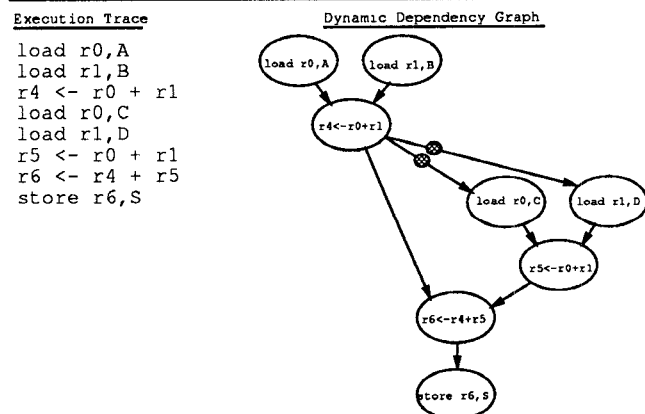 Execution Trace
load r0,A
load r1,B
r4 <- r0 + r1
load r0,C
load r1,D
r5 <- r0 + r1
r6 <- r4 + r5
store r6,S
Dynamic Dependency Graph
load r0,A
load r1,B
r4<-r0+r1
load r0,C
load r1,D
r5<-r0+r1
r6<-r4+r5
store r6,S